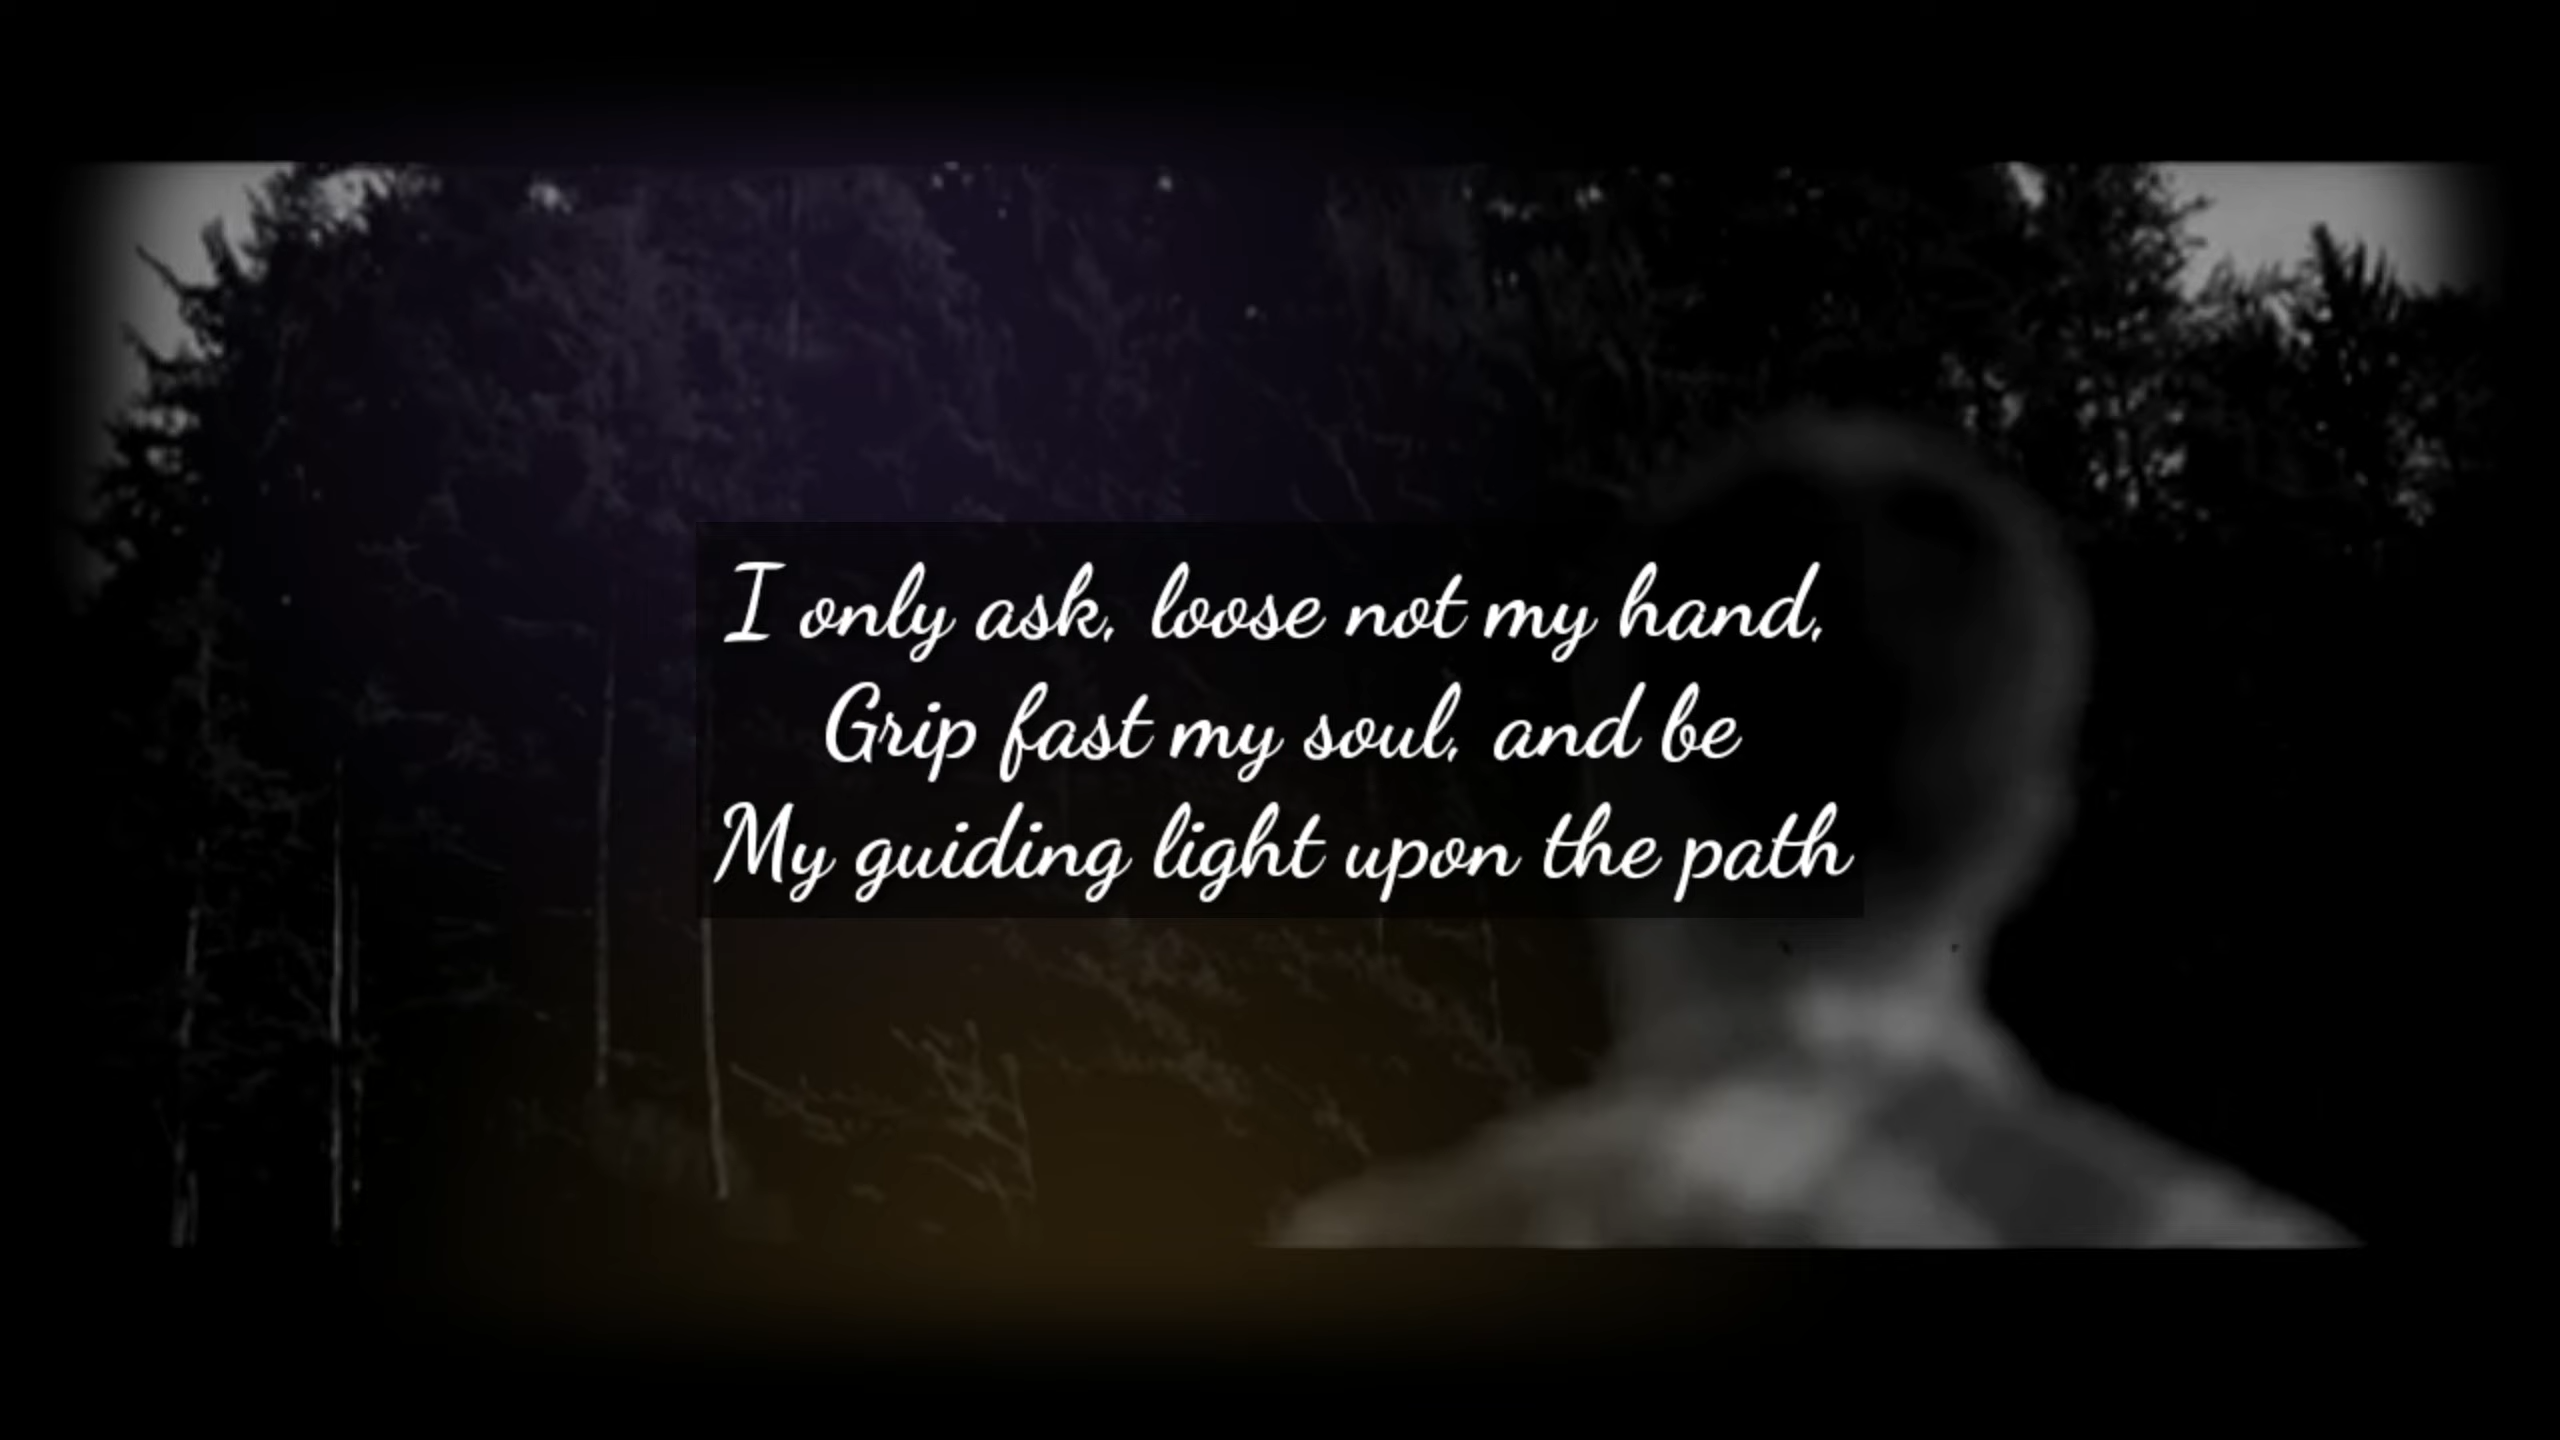 I only ask, loose not my hand,
Grip fast my soul, and be
My guiding light upon the path